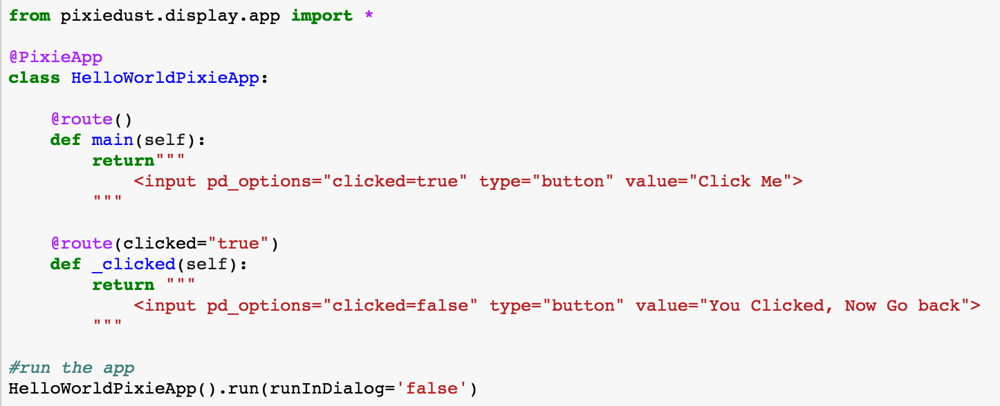 from pixiedust.display.app import *
@PixieApp
class HelloWorldPixieApp:
@route()
def main(self):
return"""
<input pd_options="clicked=true" type="button" value="Click Me">
"""
@route(clicked="true")
def _clicked(self):
return """
<input pd_options="clicked=false" type="button" value="You Clicked, Now Go back">
"""
#run the app
HelloWorldPixieApp().run(runInDialog='false')